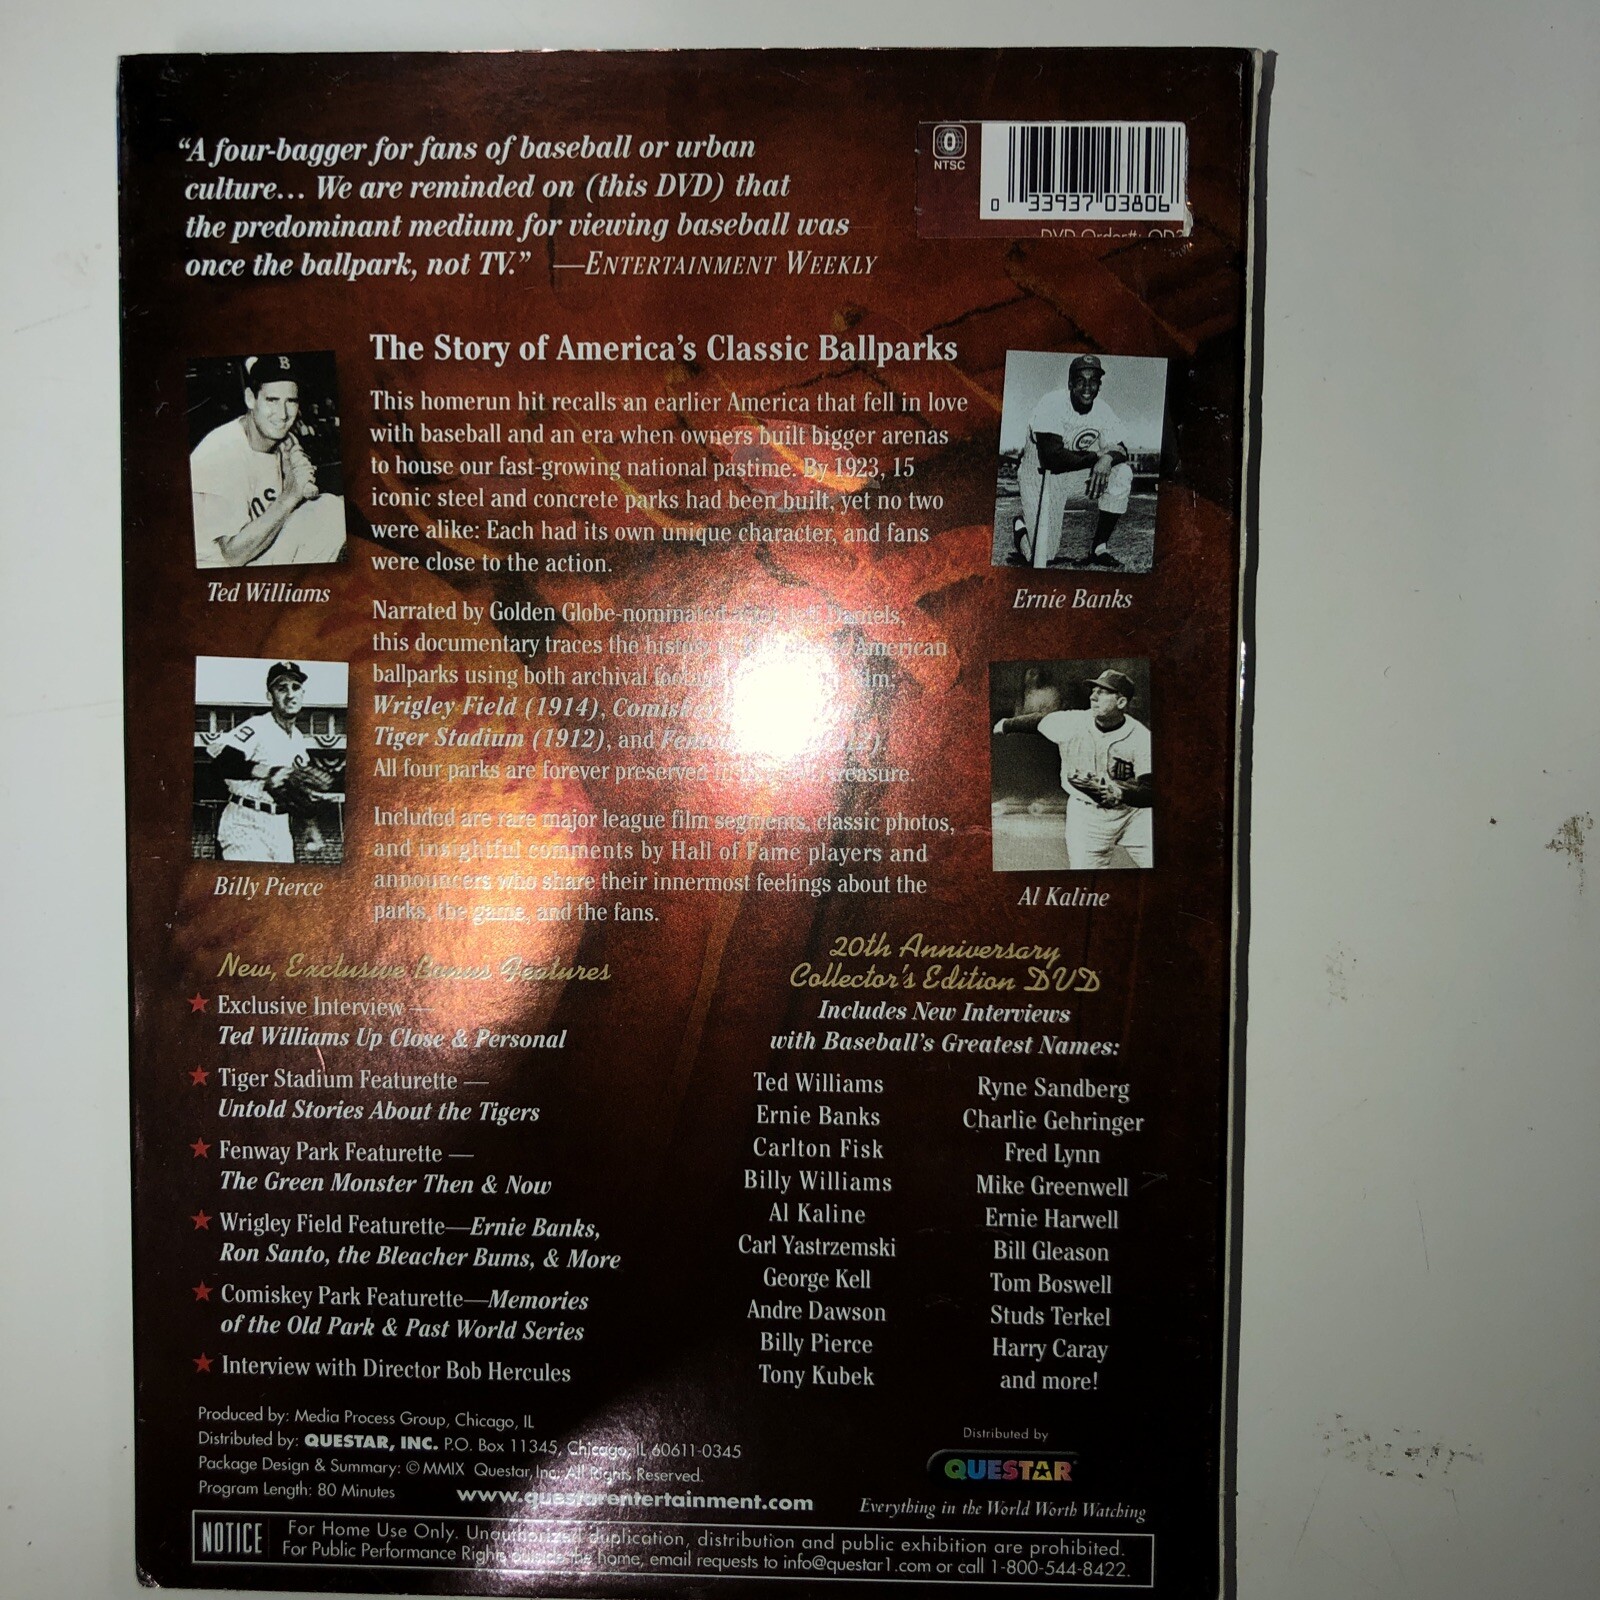 "A four-bagger for fans of baseball or urban
culture... We are reminded on (this DVD) that
the predominant medium for viewing baseball was
once the ballpark, not TV." —ENTERTAINMENT WEEKLY
NTSC
0 33937 03806
DVD Order#: QD3
The Story of America's Classic Ballparks
This homerun hit recalls an earlier America that fell in love
with baseball and an era when owners built bigger arenas
to house our fast-growing national pastime. By 1923, 15
iconic steel and concrete parks had been built, yet no two
were alike: Each had its own unique character, and fans
were close to the action.
Narrated by Golden Globe-nominated Daniels,
this documentary traces the history American
ballparks using both archival film:
Wrigley Field (1914), Comiskey
Tiger Stadium (1912), and
All four parks are forever preserved treasure.
Included are rare major league film segments, classic photos,
and insightful comments by Hall of Fame players and
announcers who share their innermost feelings about the
parks, the game, and the fans.
B
Ted Williams
Billy Pierce
Ernie Banks
Al Kaline
New, Exclusive Bonus Features
Exclusive Interview —
Ted Williams Up Close & Personal
Tiger Stadium Featurette —
Untold Stories About the Tigers
Fenway Park Featurette —
The Green Monster Then & Now
Wrigley Field Featurette—Ernie Banks,
Ron Santo, the Bleacher Bums, & More
Comiskey Park Featurette—Memories
of the Old Park & Past World Series
Interview with Director Bob Hercules
20th Anniversary
Collector's Edition DVD
Includes New Interviews
with Baseball's Greatest Names:
Ted Williams
Ernie Banks
Carlton Fisk
Billy Williams
Al Kaline
Carl Yastrzemski
George Kell
Andre Dawson
Billy Pierce
Tony Kubek
Ryne Sandberg
Charlie Gehringer
Fred Lynn
Mike Greenwell
Ernie Harwell
Bill Gleason
Tom Boswell
Studs Terkel
Harry Caray
and more!
Produced by: Media Process Group, Chicago, IL
Distributed by: QUESTAR, INC. P.O. Box 11345, Chicago, IL 60611-0345
Package Design & Summary: © MMIX Questar, Inc. All Rights Reserved.
Program Length: 80 Minutes
www.questarentertainment.com
Distributed by
QUESTAR
Everything in the World Worth Watching
NOTICE
For Home Use Only. Unauthorized duplication, distribution and public exhibition are prohibited.
For Public Performance Rights outside the home, email requests to info@questar1.com or call 1-800-544-8422.